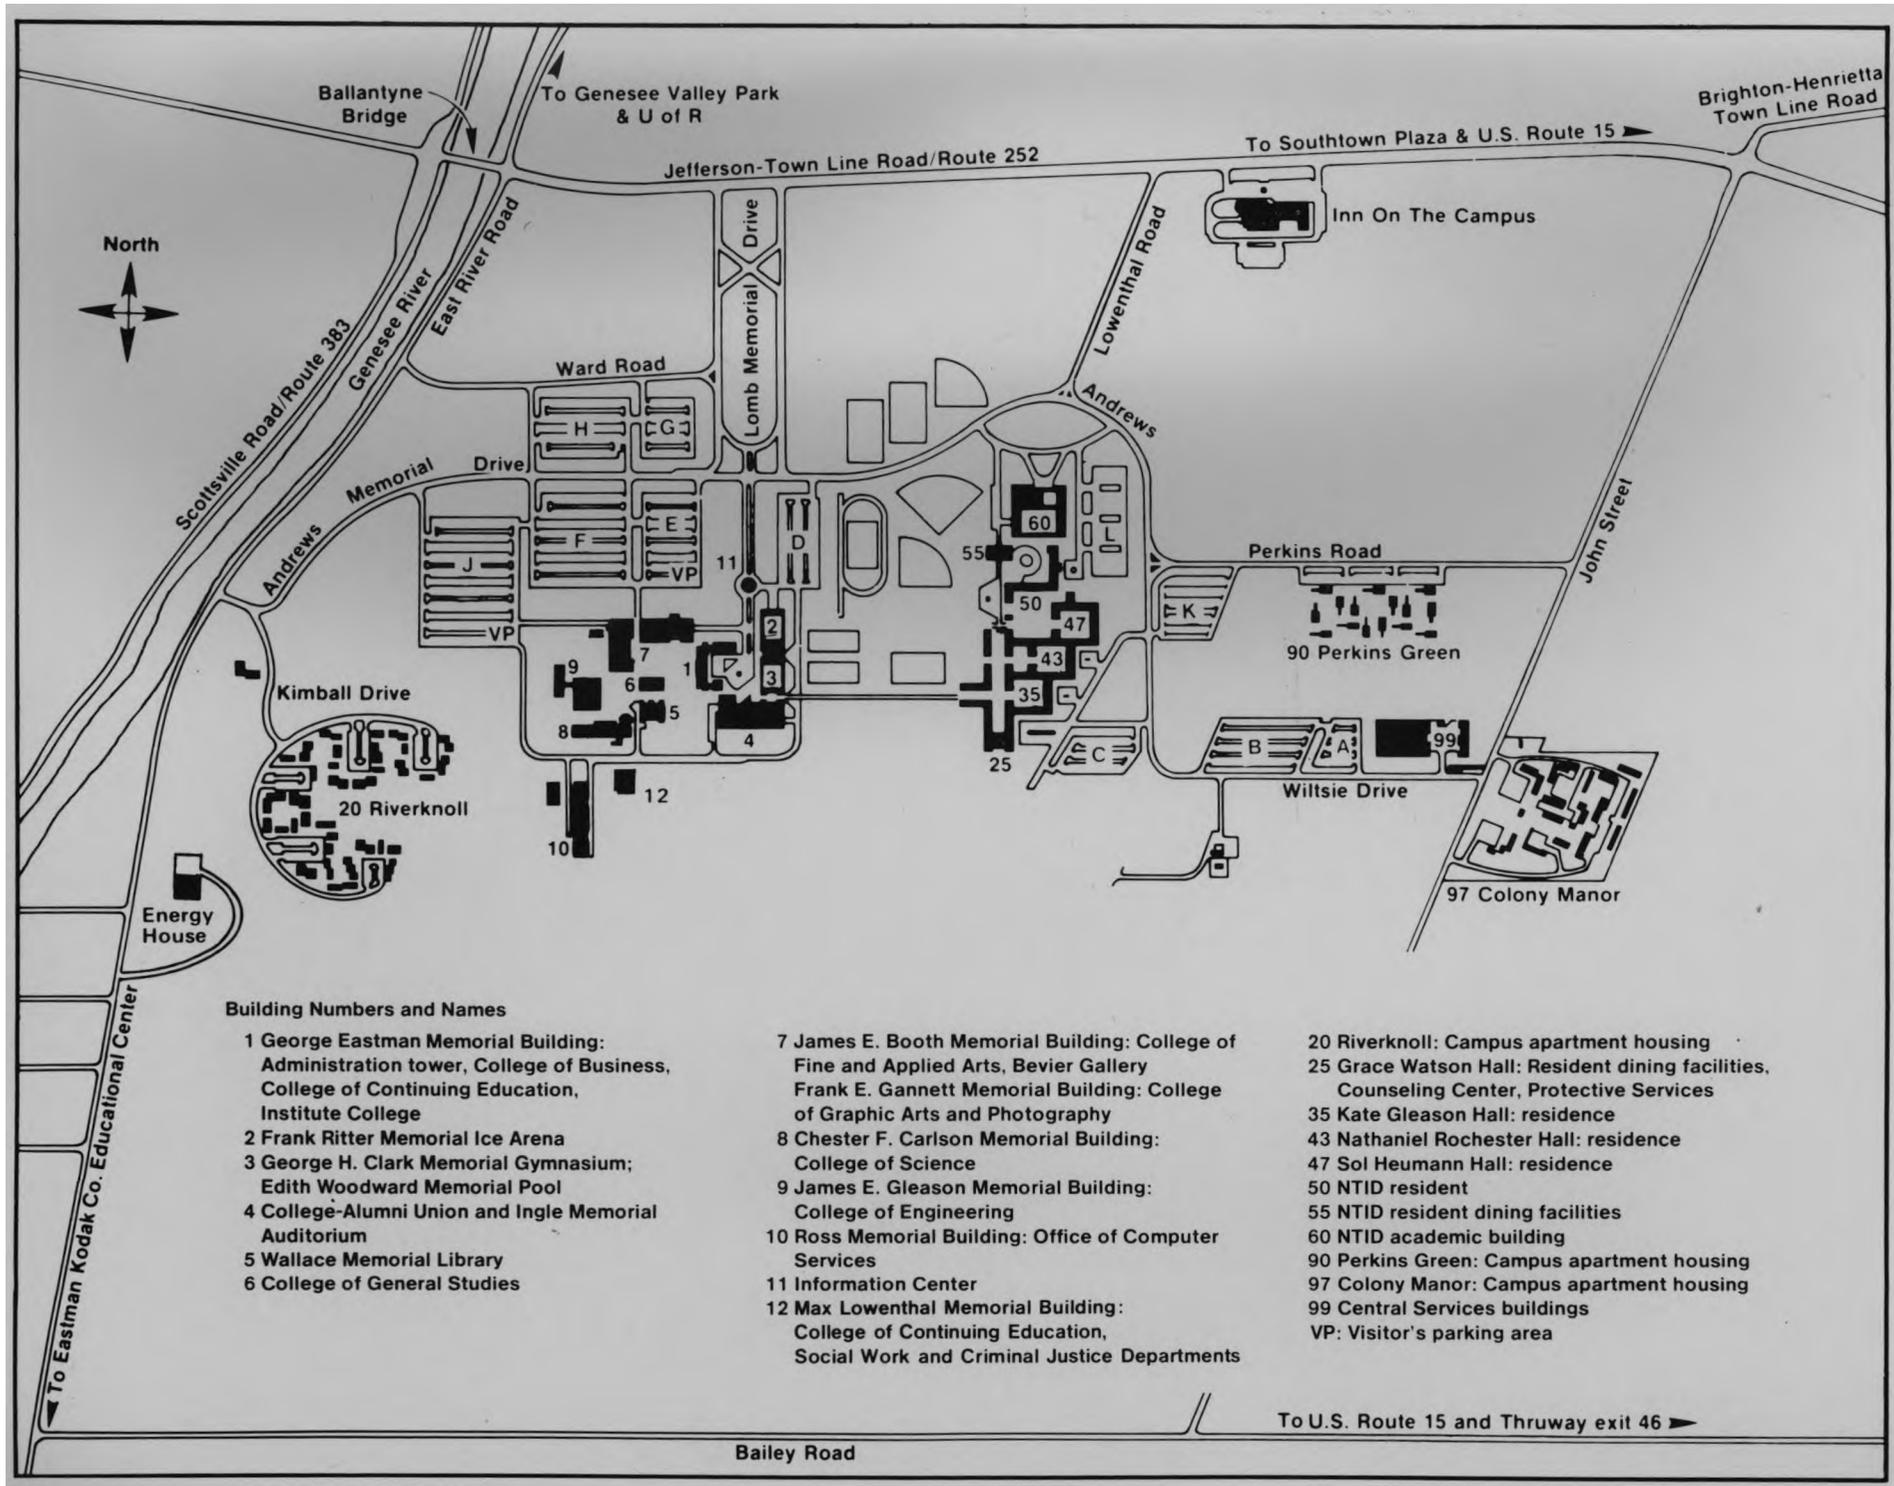 Ballantyne
Bridge
To Genesee Valley Park
& U of R
Brighton-Henrietta
Town Line Road
To Southtown Plaza & U.S. Route 15
Jefferson-Town Line Road/Route 252
North
Inn On The Campus
Lomb Memorial Drive
Lowenthal Road
East River Road
Genesee River
Scottsville Road/Route 383
Ward Road
Andrews
H
G
Andrews Memorial Drive
John Street
J
F
E
VP
D
L
K
VP
11
60
55
50
47
43
35
25
Perkins Road
90 Perkins Green
2
3
7
1
9
6
5
8
4
12
10
C
B
A
99
Wiltsie Drive
Kimball Drive
20 Riverknoll
97 Colony Manor
Energy
House
To Eastman Kodak Co. Educational Center
Building Numbers and Names
1 George Eastman Memorial Building:
Administration tower, College of Business,
College of Continuing Education,
Institute College
2 Frank Ritter Memorial Ice Arena
3 George H. Clark Memorial Gymnasium;
Edith Woodward Memorial Pool
4 College-Alumni Union and Ingle Memorial
Auditorium
5 Wallace Memorial Library
6 College of General Studies
7 James E. Booth Memorial Building: College of
Fine and Applied Arts, Bevier Gallery
Frank E. Gannett Memorial Building: College
of Graphic Arts and Photography
8 Chester F. Carlson Memorial Building:
College of Science
9 James E. Gleason Memorial Building:
College of Engineering
10 Ross Memorial Building: Office of Computer
Services
11 Information Center
12 Max Lowenthal Memorial Building:
College of Continuing Education,
Social Work and Criminal Justice Departments
20 Riverknoll: Campus apartment housing
25 Grace Watson Hall: Resident dining facilities,
Counseling Center, Protective Services
35 Kate Gleason Hall: residence
43 Nathaniel Rochester Hall: residence
47 Sol Heumann Hall: residence
50 NTID resident
55 NTID resident dining facilities
60 NTID academic building
90 Perkins Green: Campus apartment housing
97 Colony Manor: Campus apartment housing
99 Central Services buildings
VP: Visitor's parking area
To U.S. Route 15 and Thruway exit 46
Bailey Road